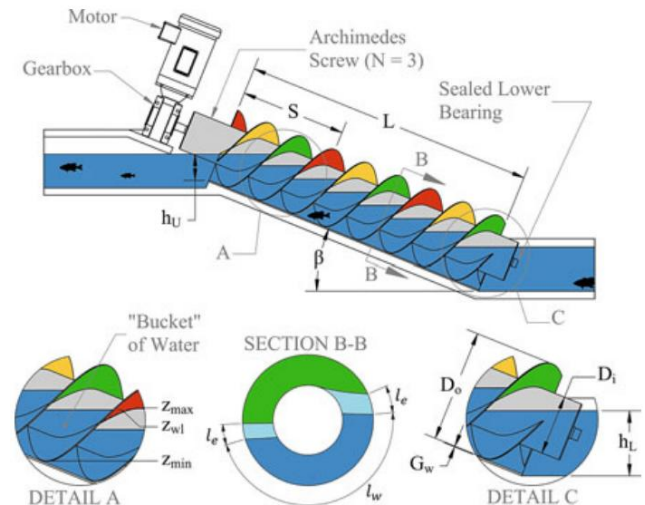 Motor
Gearbox
Archimedes
Screw (N = 3)
Sealed Lower
Bearing
S
L
B
B
h_U
A
β
C
"Bucket"
of Water
z_max
z_wl
z_min
DETAIL A
SECTION B-B
l_e
l_e
l_w
D_o
D_i
h_L
G_w
DETAIL C